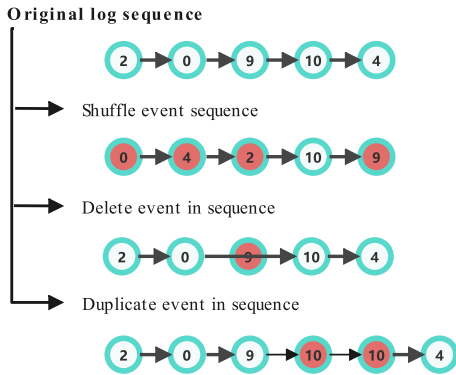 Original log sequence
2 0 9 10 4
Shuffle event sequence
0 4 2 10 9
Delete event in sequence
2 0 9 10 4
Duplicate event in sequence
2 0 9 10 10 4